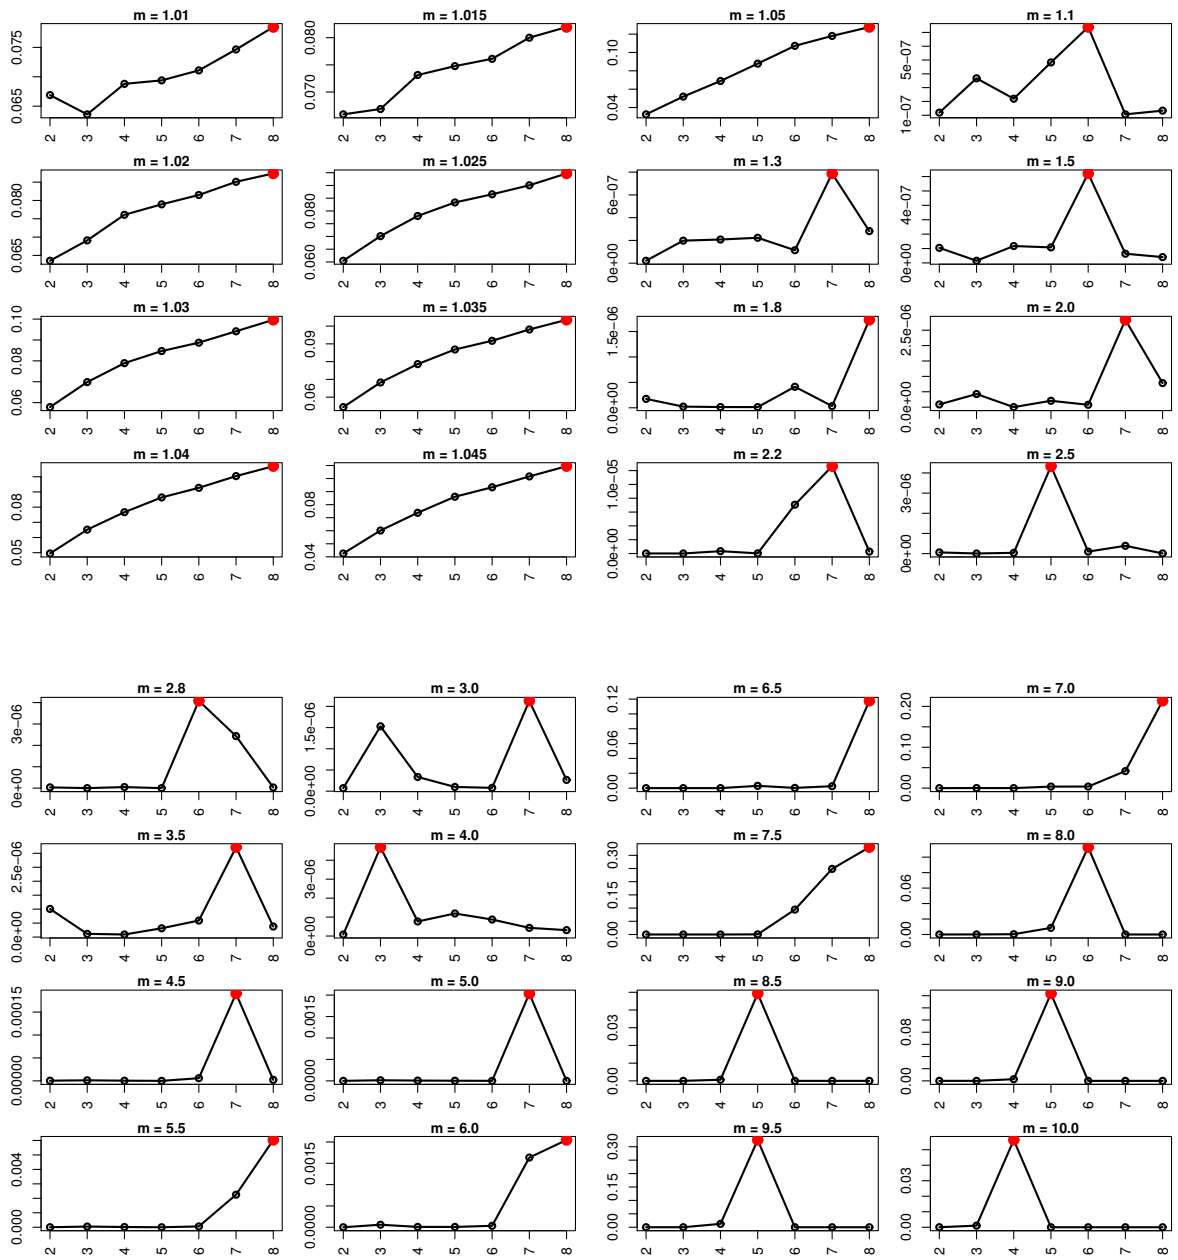 m = 1.01
0.065 0.075
2 3 4 5 6 7 8
m = 1.015
0.070 0.080
2 3 4 5 6 7 8
m = 1.05
0.04 0.10
2 3 4 5 6 7 8
m = 1.1
1e−07 5e−07
2 3 4 5 6 7 8
m = 1.02
0.065 0.080
2 3 4 5 6 7 8
m = 1.025
0.060 0.080
2 3 4 5 6 7 8
m = 1.3
0e+00 6e−07
2 3 4 5 6 7 8
m = 1.5
0e+00 4e−07
2 3 4 5 6 7 8
m = 1.03
0.06 0.08 0.10
2 3 4 5 6 7 8
m = 1.035
0.06 0.09
2 3 4 5 6 7 8
m = 1.8
0.0e+00 1.5e−06
2 3 4 5 6 7 8
m = 2.0
0.0e+00 2.5e−06
2 3 4 5 6 7 8
m = 1.04
0.05 0.08
2 3 4 5 6 7 8
m = 1.045
0.04 0.08
2 3 4 5 6 7 8
m = 2.2
0.0e+00 1.0e−05
2 3 4 5 6 7 8
m = 2.5
0e+00 3e−06
2 3 4 5 6 7 8
m = 2.8
0e+00 3e−06
2 3 4 5 6 7 8
m = 3.0
0.0e+00 1.5e−06
2 3 4 5 6 7 8
m = 6.5
0.00 0.06 0.12
2 3 4 5 6 7 8
m = 7.0
0.00 0.10 0.20
2 3 4 5 6 7 8
m = 3.5
0.0e+00 2.5e−06
2 3 4 5 6 7 8
m = 4.0
0e+00 3e−06
2 3 4 5 6 7 8
m = 7.5
0.00 0.15 0.30
2 3 4 5 6 7 8
m = 8.0
0.00 0.06
2 3 4 5 6 7 8
m = 4.5
0.00000 0.00015
2 3 4 5 6 7 8
m = 5.0
0.0000 0.0015
2 3 4 5 6 7 8
m = 8.5
0.00 0.03
2 3 4 5 6 7 8
m = 9.0
0.00 0.08
2 3 4 5 6 7 8
m = 5.5
0.000 0.004
2 3 4 5 6 7 8
m = 6.0
0.0000 0.0015
2 3 4 5 6 7 8
m = 9.5
0.00 0.15 0.30
2 3 4 5 6 7 8
m = 10.0
0.00 0.03
2 3 4 5 6 7 8